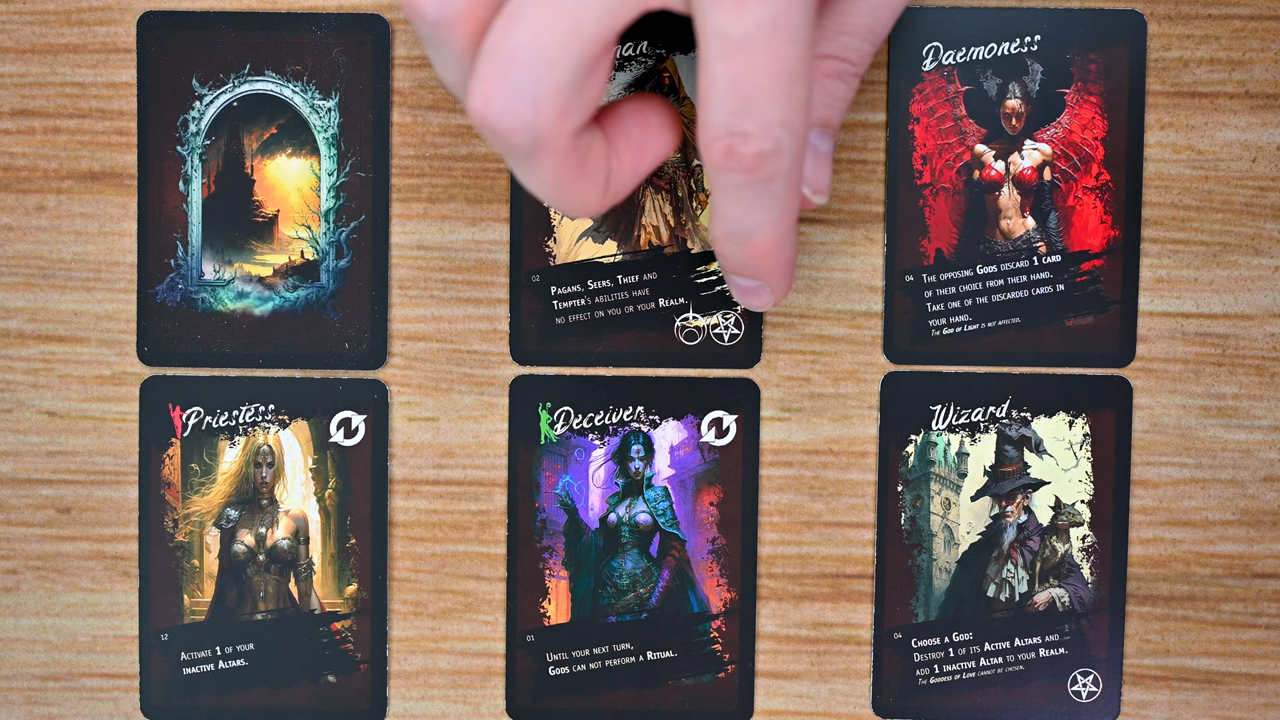 Daemoness
02
Pagans, Seers, Thief and
Tempter's abilities have
no effect on you or your Realm.
04
The opposing Gods discard 1 card
of their choice from their hand.
Take one of the discarded cards in
your hand.
The God of Light is not affected.
Priestess
12
Activate 1 of your
inactive Altars.
Deceiver
01
Until your next turn,
Gods can not perform a Ritual.
Wizard
04
Choose a God:
Destroy 1 of its Active Altars and
add 1 inactive Altar to your Realm.
The Goddess of Love cannot be chosen.